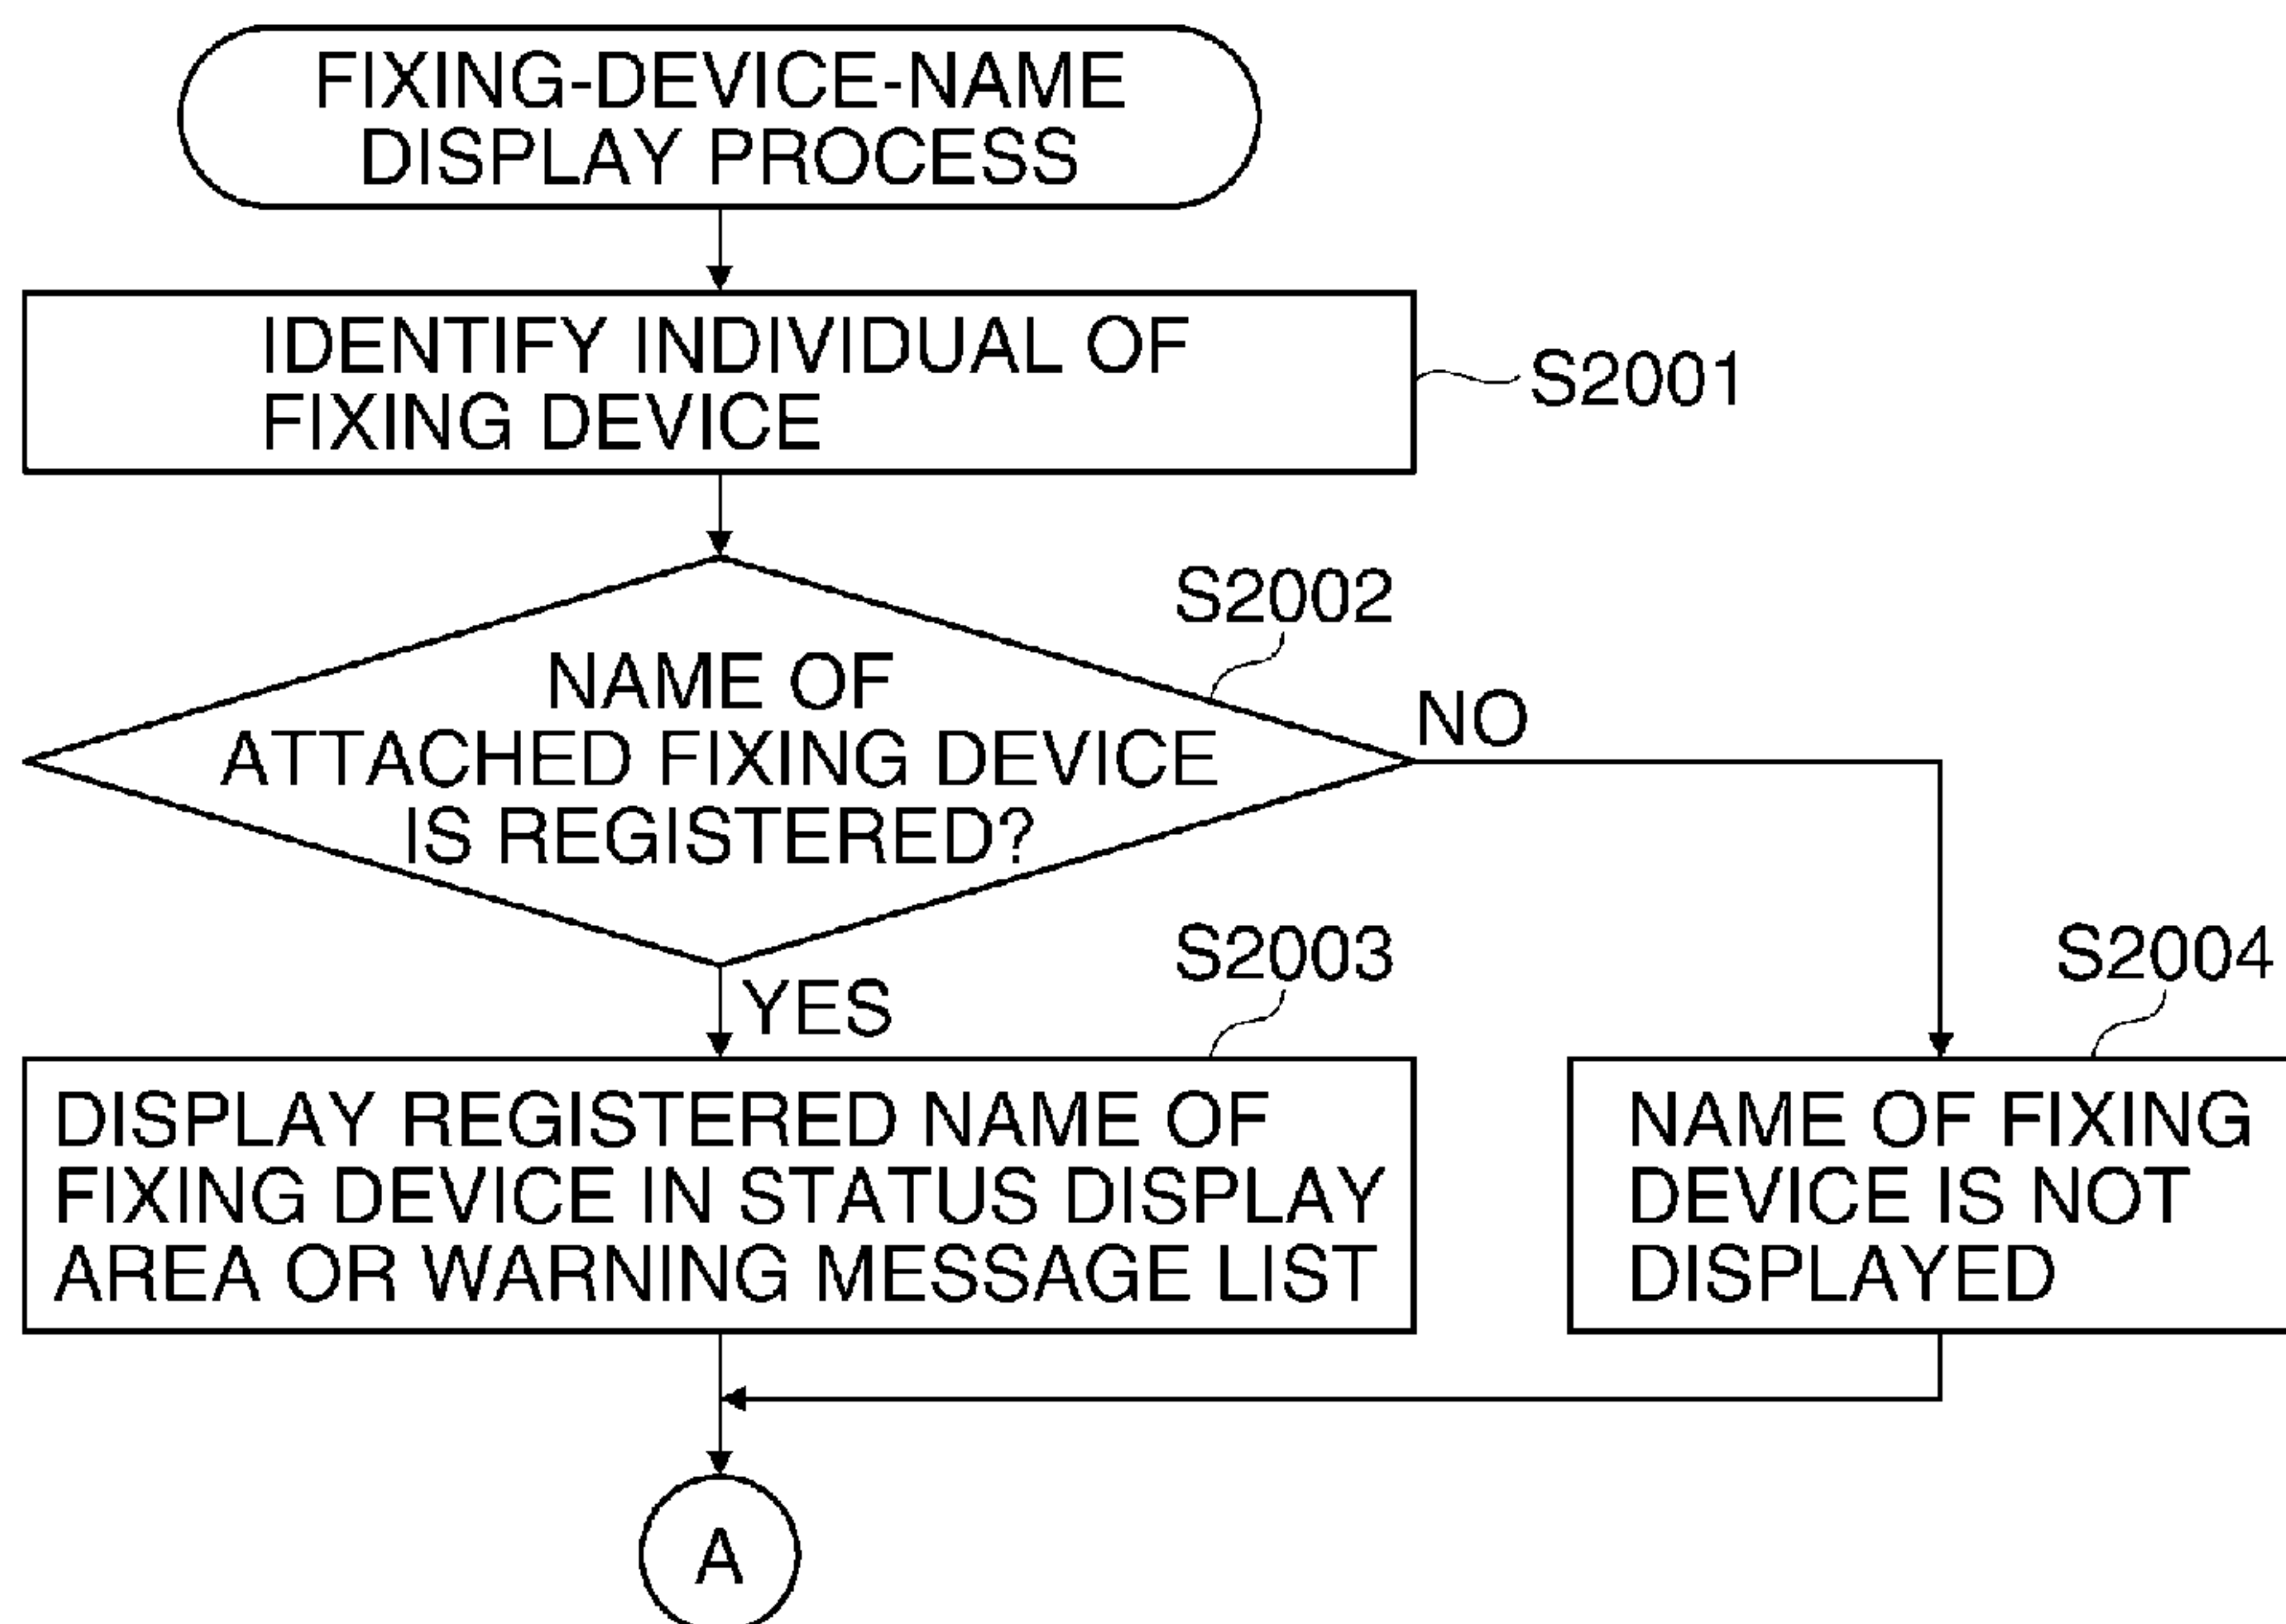 FIXING-DEVICE-NAME
DISPLAY PROCESS
IDENTIFY INDIVIDUAL OF
FIXING DEVICE
S2001
S2002
NAME OF
ATTACHED FIXING DEVICE
IS REGISTERED?
NO
YES
S2003
DISPLAY REGISTERED NAME OF
FIXING DEVICE IN STATUS DISPLAY
AREA OR WARNING MESSAGE LIST
S2004
NAME OF FIXING
DEVICE IS NOT
DISPLAYED
A